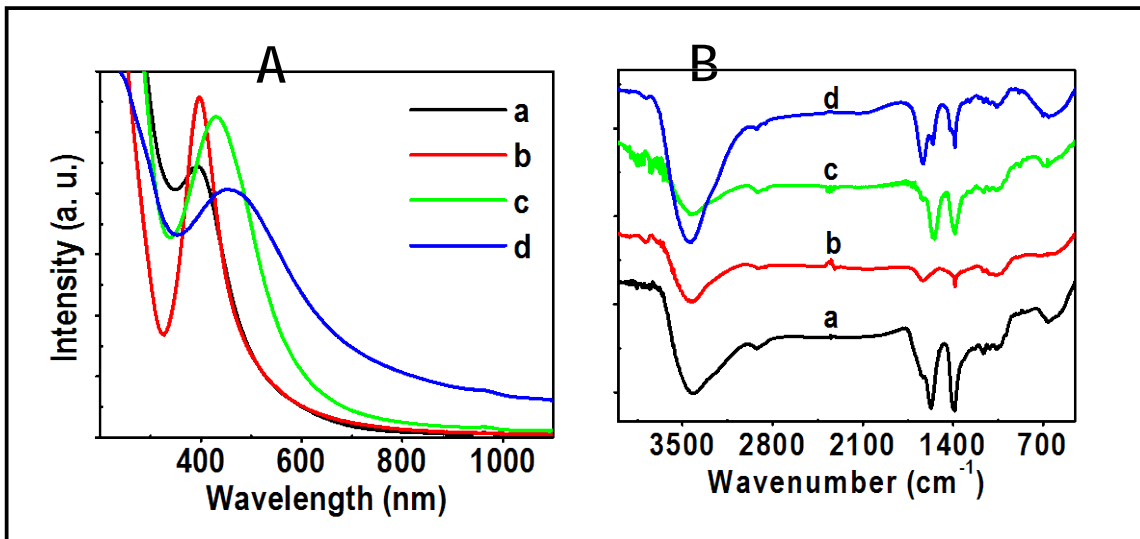 A
a
b
c
d
Intensity (a. u.)
400 600 800 1000
Wavelength (nm)
B
d
c
b
a
3500 2800 2100 1400 700
Wavenumber (cm⁻¹)